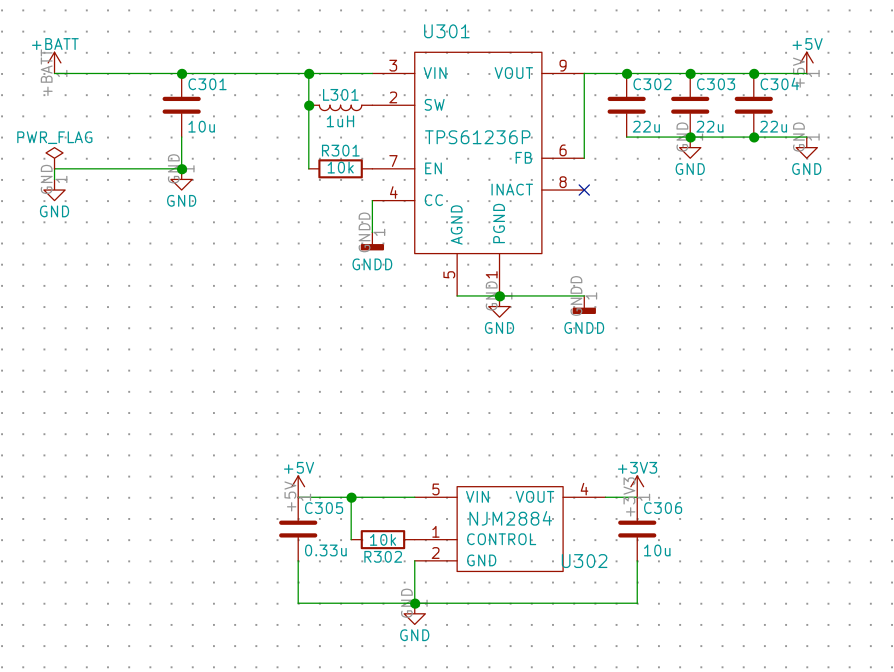 U301
+BATT
+BATT
1
C301
10u
PWR_FLAG
GND
1
GND
GND
1
GND
L301
1uH
R301
10k
3
VIN
2
SW
TPS61236P
7
EN
4
CC
VOUT
9
FB
6
INACT
8
AGND
PGND
5
1
GNDD
1
GNDD
GND
1
GND
GNDD
1
GNDD
C302
22u
C303
22u
C304
22u
+5V
+5V
1
GND
1
GND
GND
1
GND
+5V
+5V
1
C305
0.33u
10k
R302
5
VIN
VOUT
4
NJM2884
1
CONTROL
2
GND
U302
+3V3
+3V3
1
C306
10u
GND
1
GND